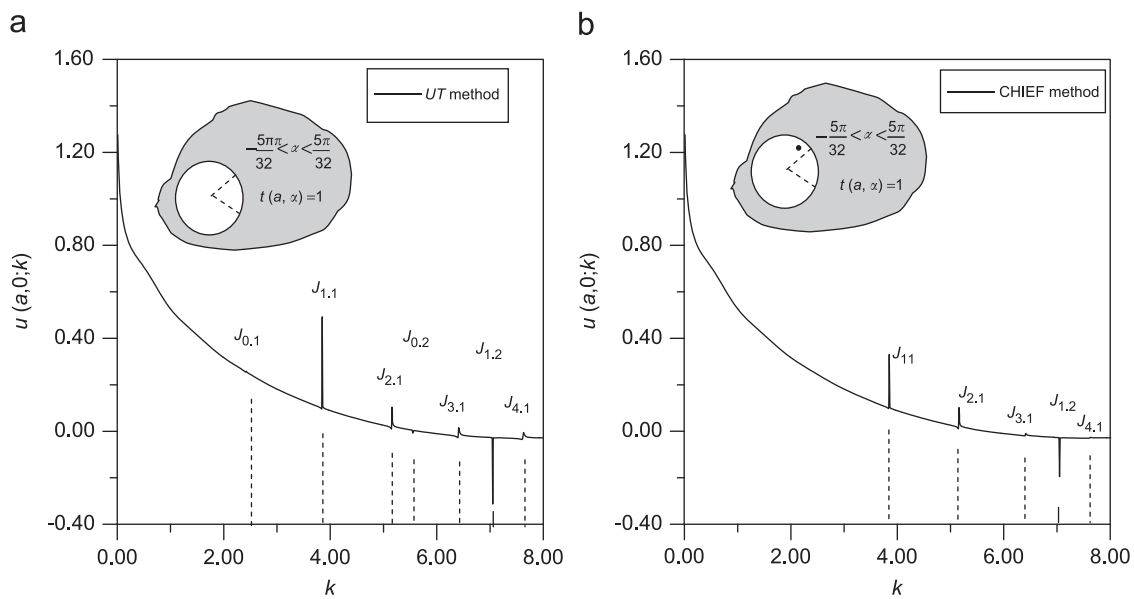 a
1.60
1.20
0.80
0.40
0.00
-0.40
u (a,0;k)
UT method
-5ππ/32 < α < 5π/32
t (a, α) =1
J0.1
J1.1
J2.1
J0.2
J3.1
J1.2
J4.1
0.00 2.00 4.00 6.00 8.00
k
b
1.60
1.20
0.80
0.40
0.00
-0.40
u (a,0;k)
CHIEF method
-5π/32 < α < 5π/32
t (a, α) =1
J11
J2.1
J3.1
J1.2
J4.1
0.00 2.00 4.00 6.00 8.00
k